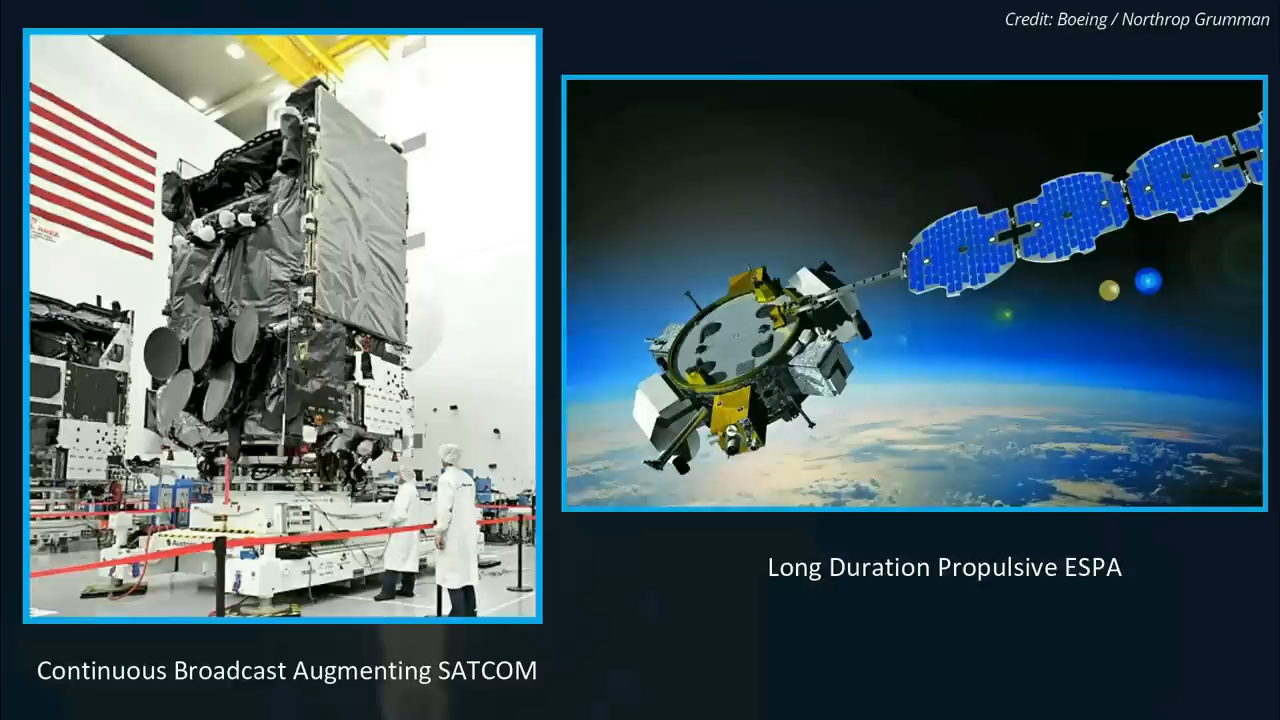 Credit: Boeing / Northrop Grumman
Long Duration Propulsive ESPA
Continuous Broadcast Augmenting SATCOM